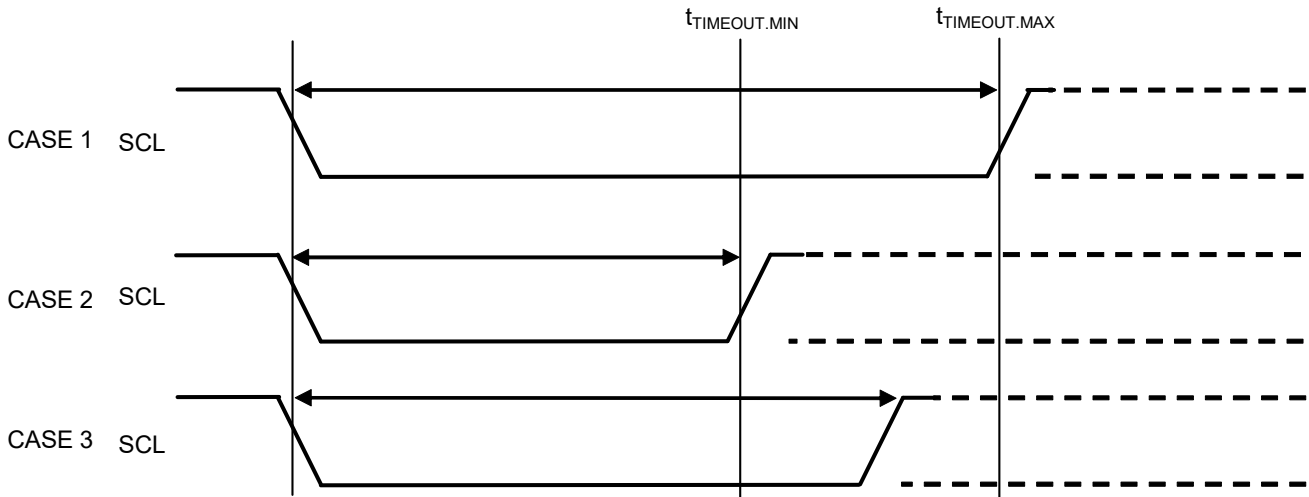 tTIMEOUT.MIN
tTIMEOUT.MAX
CASE 1 SCL
CASE 2 SCL
CASE 3 SCL